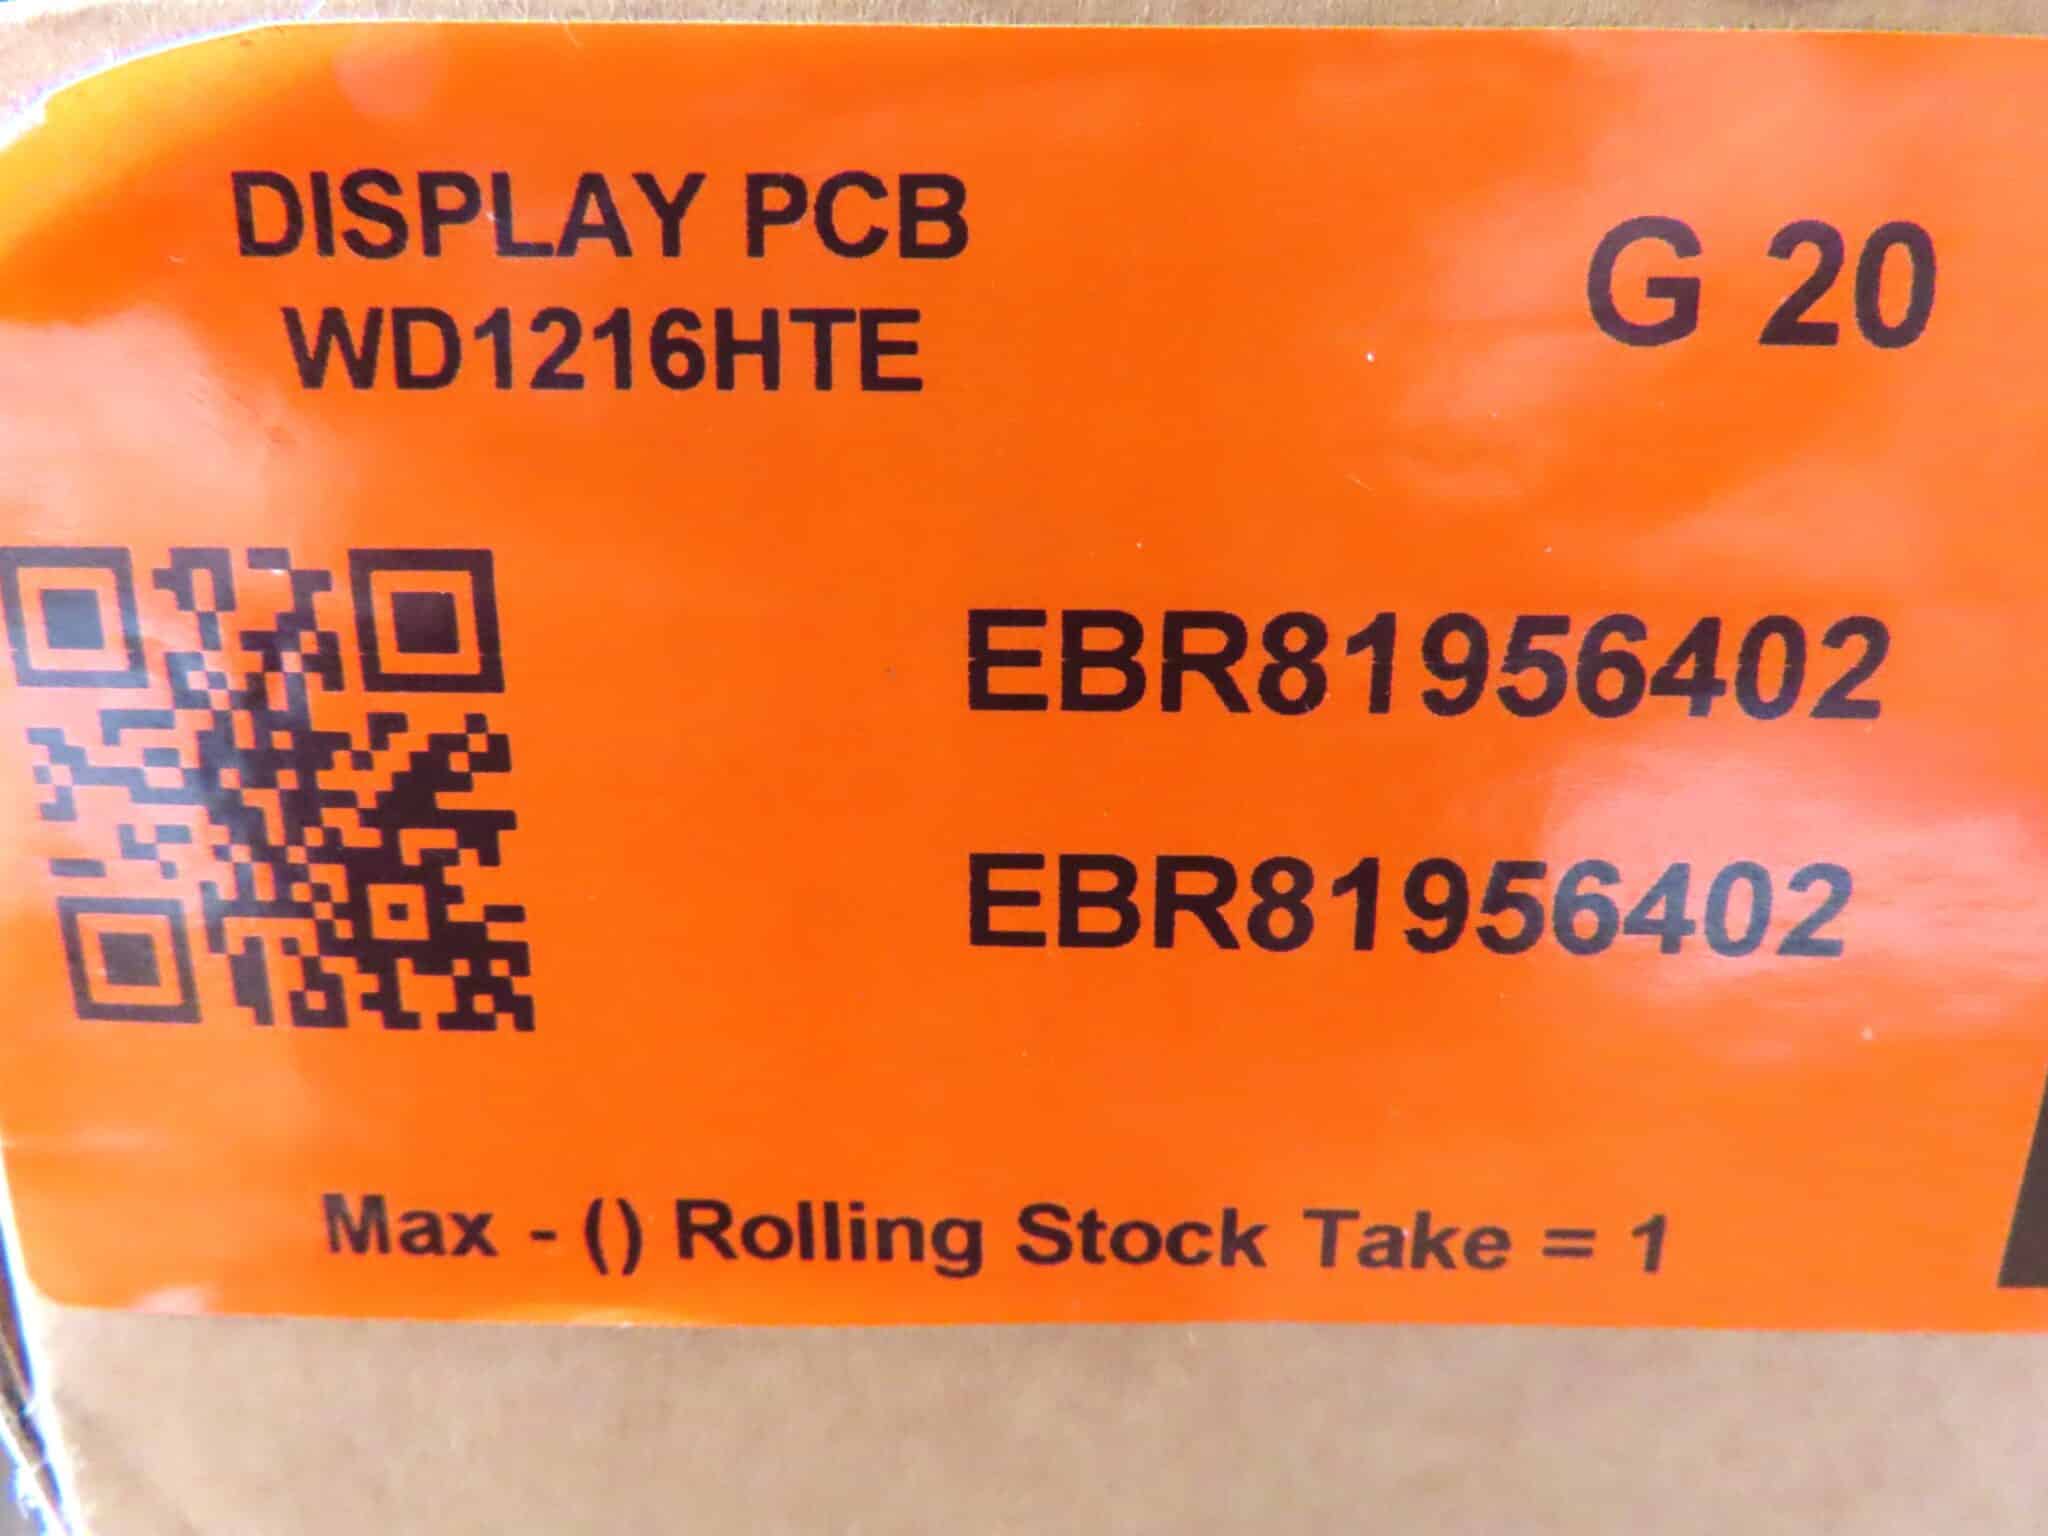 DISPLAY PCB
WD1216HTE
G 20
EBR81956402
EBR81956402
Max - () Rolling Stock Take = 1